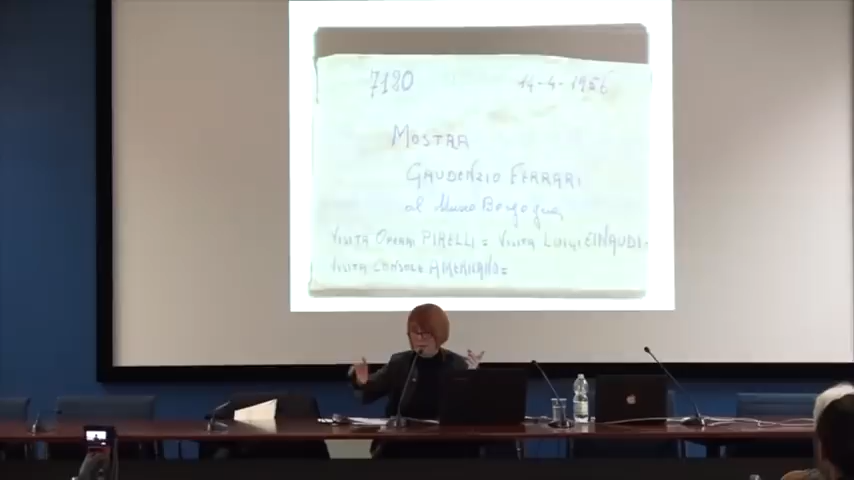 7180 14-4-1956
MOSTRA
GAUDENZIO FERRARI
al Museo Borgogna
VISITA OPERAI PIRELLI = VISITA LUIGI EINAUDI =
VISITA CONSOLE AMERICANO =